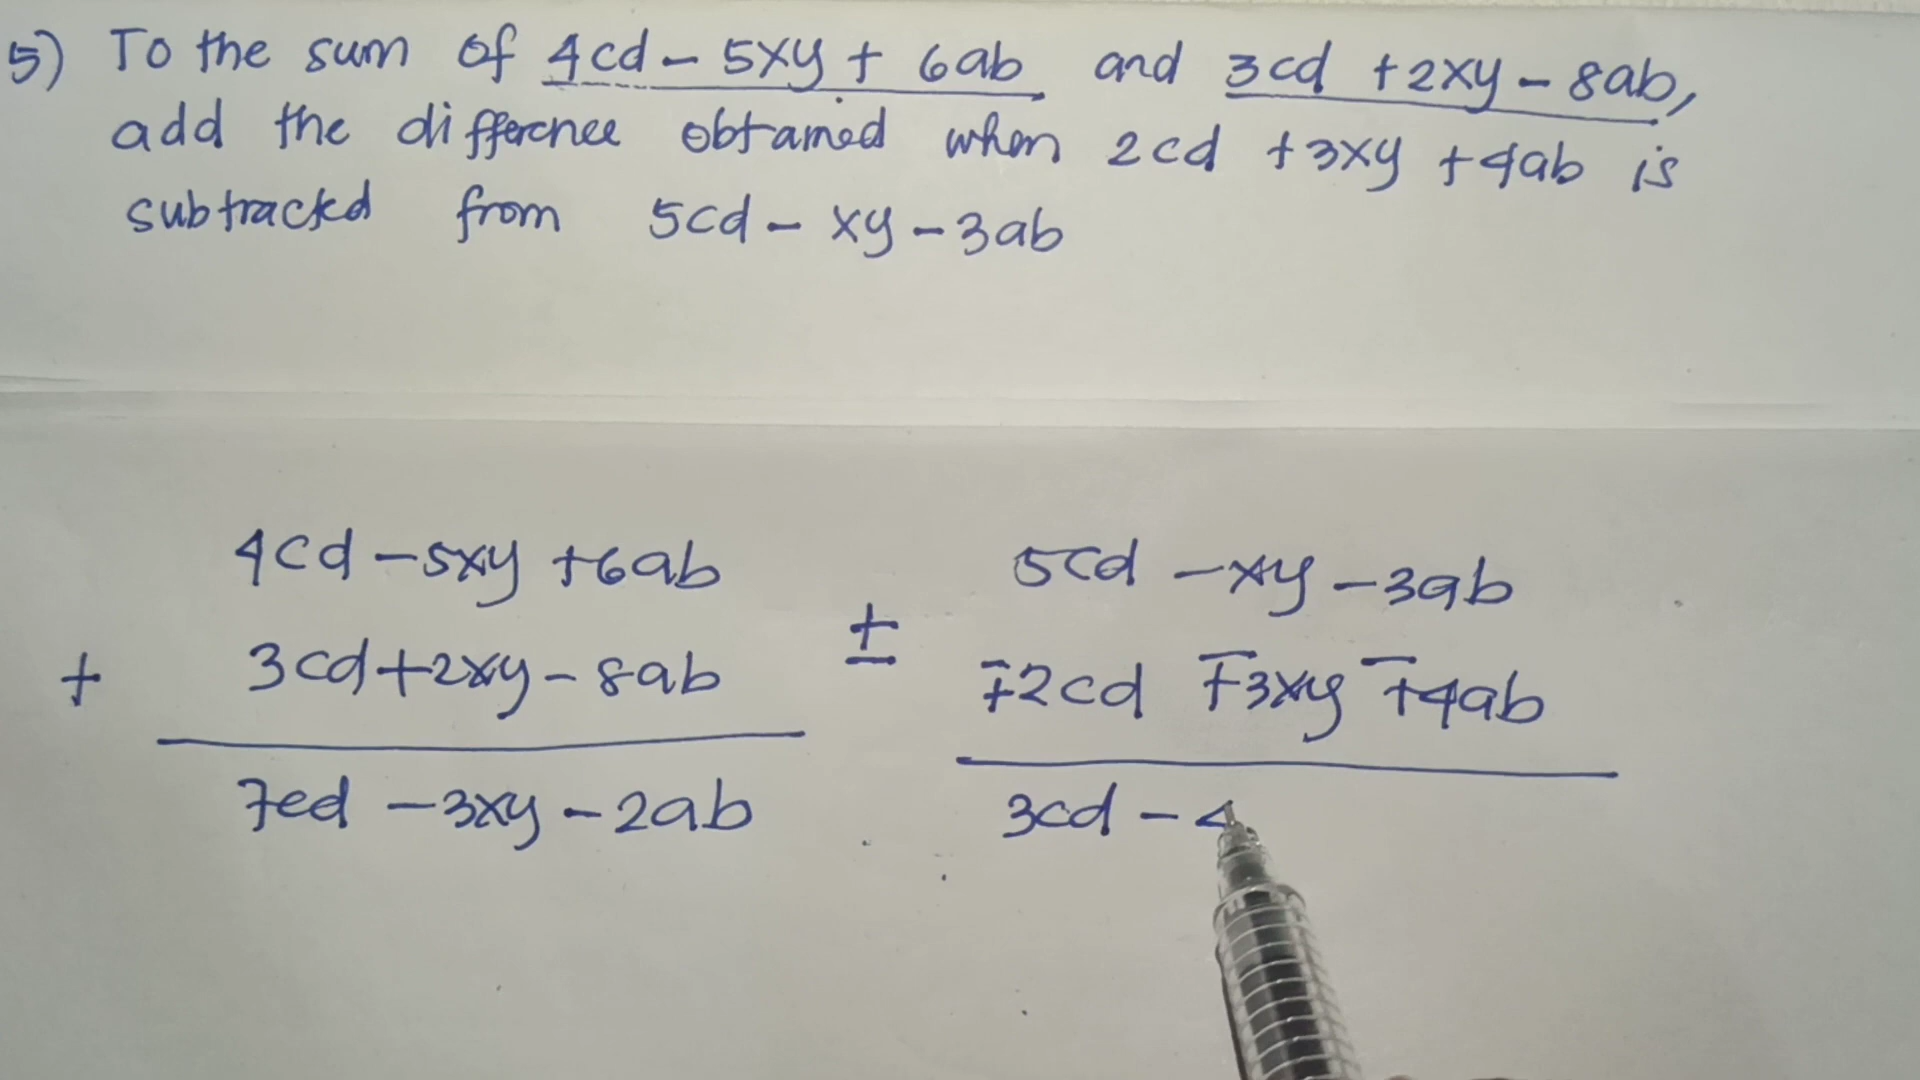 5) To the sum of 4cd - 5xy + 6ab and 3cd + 2xy - 8ab,
add the difference obtained when 2cd + 3xy + 4ab is
subtracted from 5cd - xy - 3ab
4cd - 5xy + 6ab
+ 3cd + 2xy - 8ab
7cd - 3xy - 2ab
5cd - xy - 3ab
± ∓2cd ∓3xy ∓4ab
3cd - 4